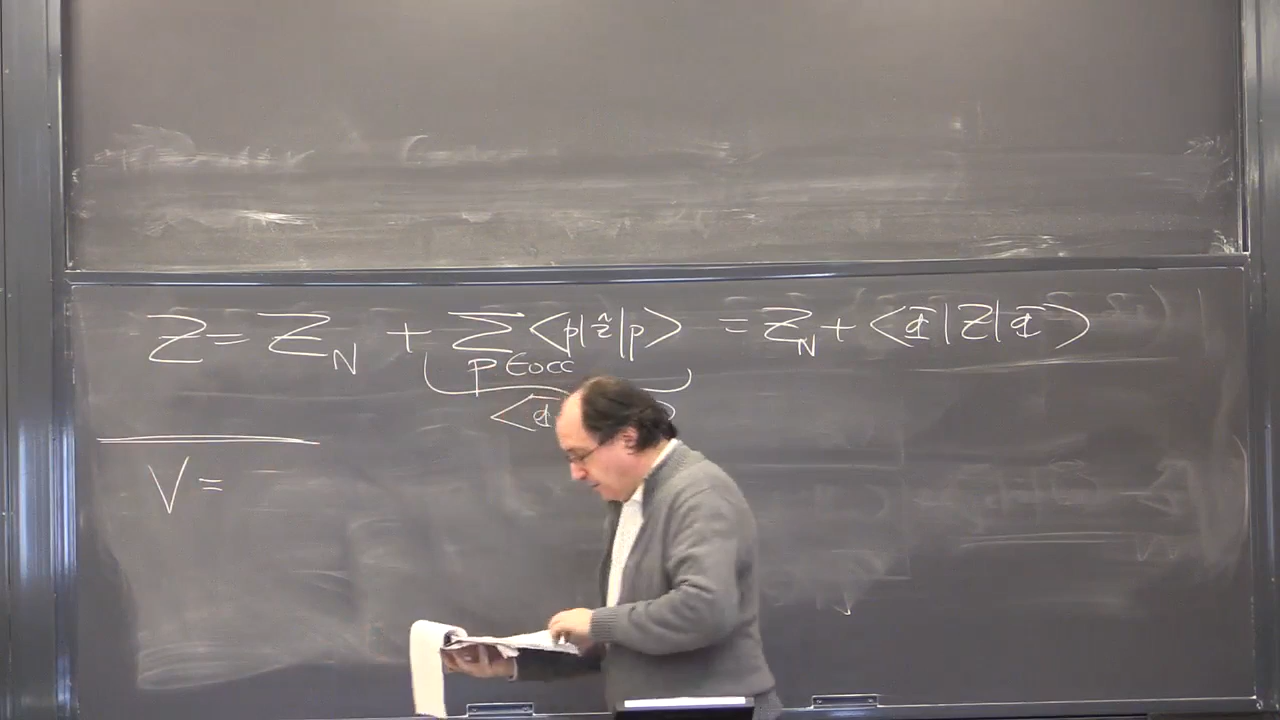 Z = Z_N + Σ <p|ẑ|p> = Z_N + <Φ|Z|Φ>
p ∈ occ
<Φ
V =